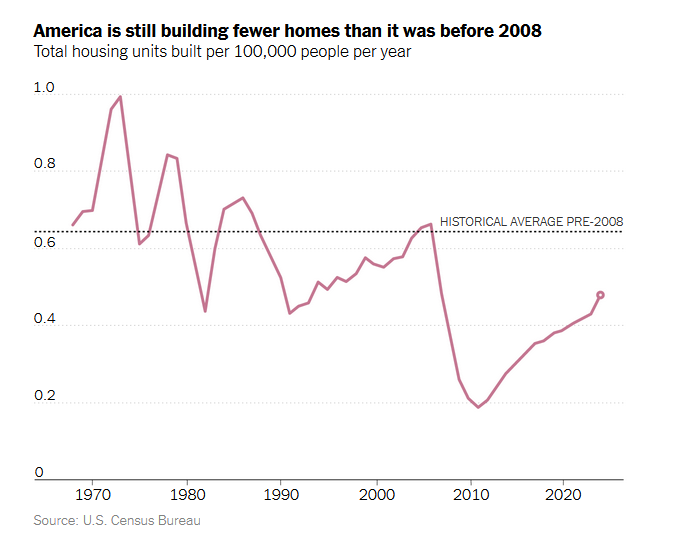 America is still building fewer homes than it was before 2008
Total housing units built per 100,000 people per year
1.0
0.8
HISTORICAL AVERAGE PRE-2008
0.6
0.4
0.2
0
1970 1980 1990 2000 2010 2020
Source: U.S. Census Bureau